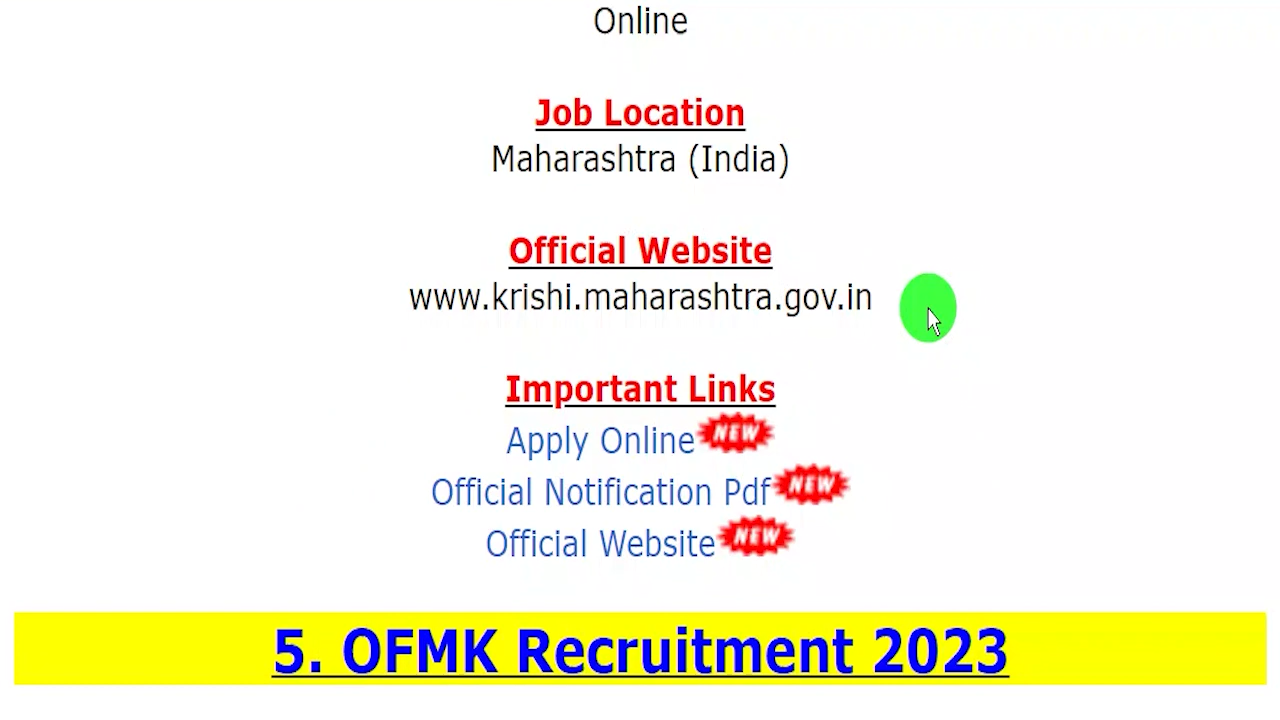 Online
Job Location
Maharashtra (India)
Official Website
www.krishi.maharashtra.gov.in
Important Links
Apply Online NEW
Official Notification Pdf NEW
Official Website NEW
5. OFMK Recruitment 2023